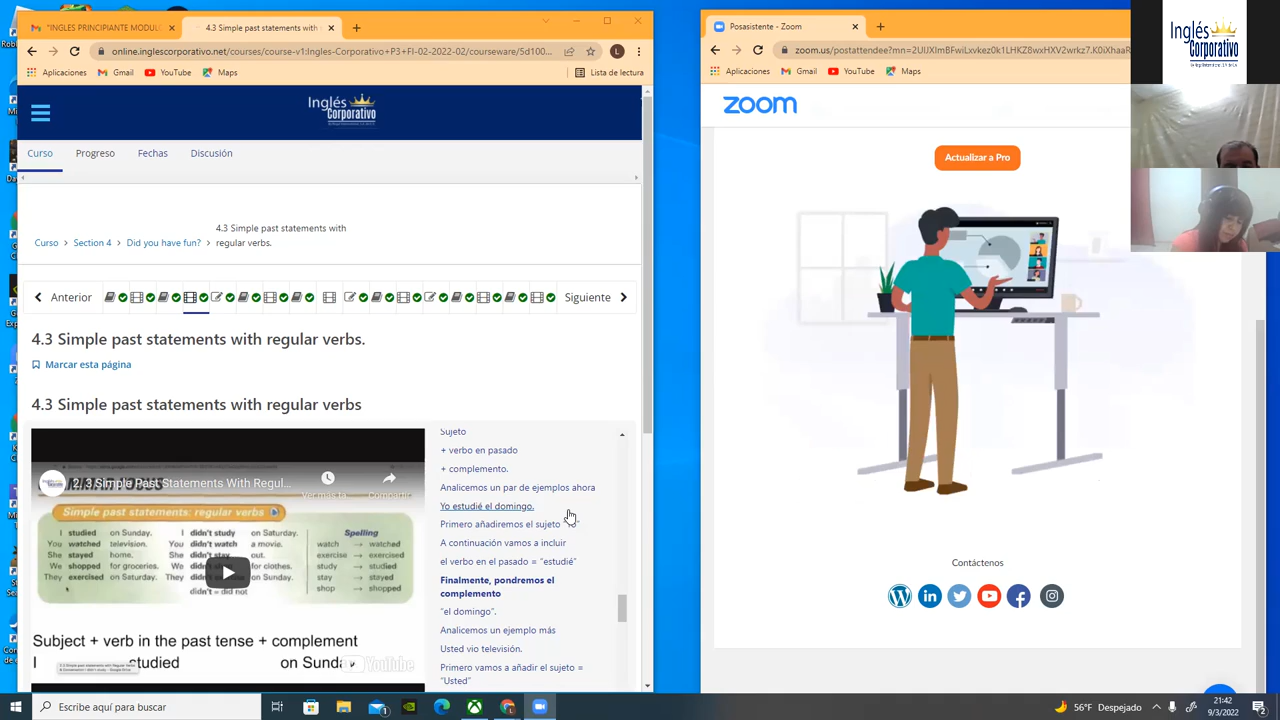 "INGLES PRINCIPIANTE MODULO
4.3 Simple past statements with
online.inglescorporativo.net/courses/course-v1:Ingles-Corporativo+P3+FI-02-2022-02/courseware/5d100...
L
Aplicaciones
Gmail
YouTube
Maps
Lista de lectura
Inglés
Corporativo
Curso
Progreso
Fechas
Discusión
Curso > Section 4 > Did you have fun? > 4.3 Simple past statements with
regular verbs.
Anterior
Siguiente
4.3 Simple past statements with regular verbs.
Marcar esta página
4.3 Simple past statements with regular verbs
2. 3 Simple Past Statements With Regul...
Compartir
Simple past statements: regular verbs
I studied on Sunday. I didn't study on Saturday. Spelling
You watched television. You didn't watch a movie. watch → watched
She stayed home. She didn't stay out. exercise → exercised
We shopped for groceries. for clothes. study → studied
They exercised on Saturday. on Sunday. stay → stayed
didn't = did not shop → shopped
Subject + verb in the past tense + complement
I studied on Sunday
YouTube
Sujeto
+ verbo en pasado
+ complemento.
Analicemos un par de ejemplos ahora
Yo estudié el domingo.
Primero añadiremos el sujeto
A continuación vamos a incluir
el verbo en el pasado = "estudié"
Finalmente, pondremos el
complemento
"el domingo".
Analicemos un ejemplo más
Usted vio televisión.
Primero vamos a añadir el sujeto =
"Usted"
Posasistente - Zoom
Aplicaciones
Gmail
YouTube
Maps
zoom
Actualizar a Pro
Contáctenos
Inglés
Corporativo
Escribe aquí para buscar
1
56°F Despejado
21:42
9/3/2022
2